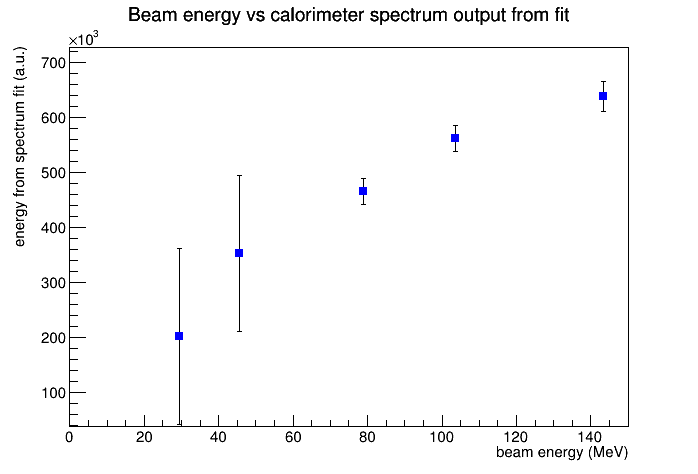 Beam energy vs calorimeter spectrum output from fit
×10³
energy from spectrum fit (a.u.)
700
600
500
400
300
200
100
0 20 40 60 80 100 120 140
beam energy (MeV)